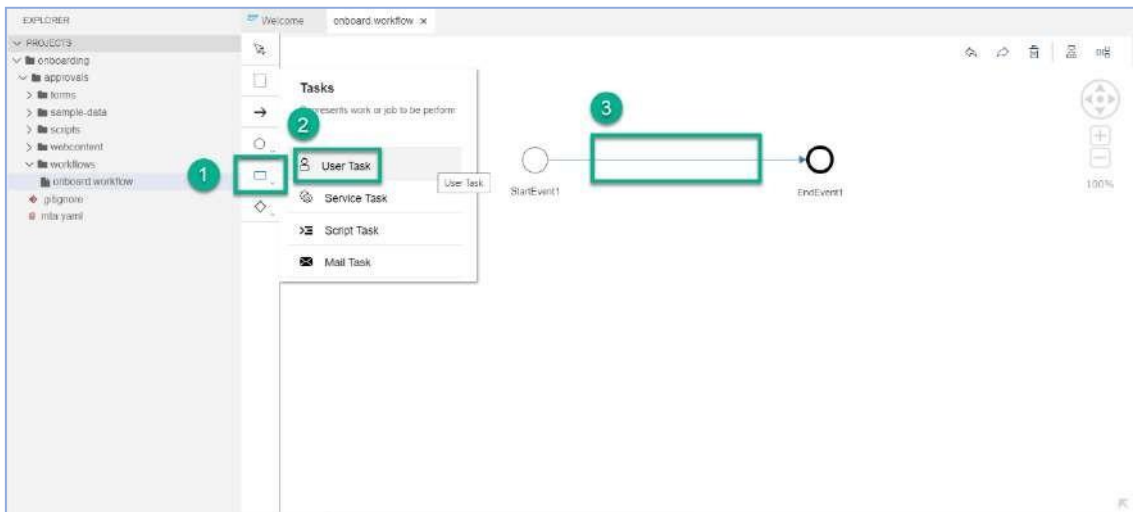 EXPLORER
Welcome
onboard.workflow ×
PROJECTS
onboarding
approvals
forms
sample-data
scripts
webcontent
workflows
onboard.workflow
.gitignore
mta.yaml
1
Tasks
Represents work or job to be perform
2
User Task
User Task
Service Task
Script Task
Mail Task
3
StartEvent1
EndEvent1
100%